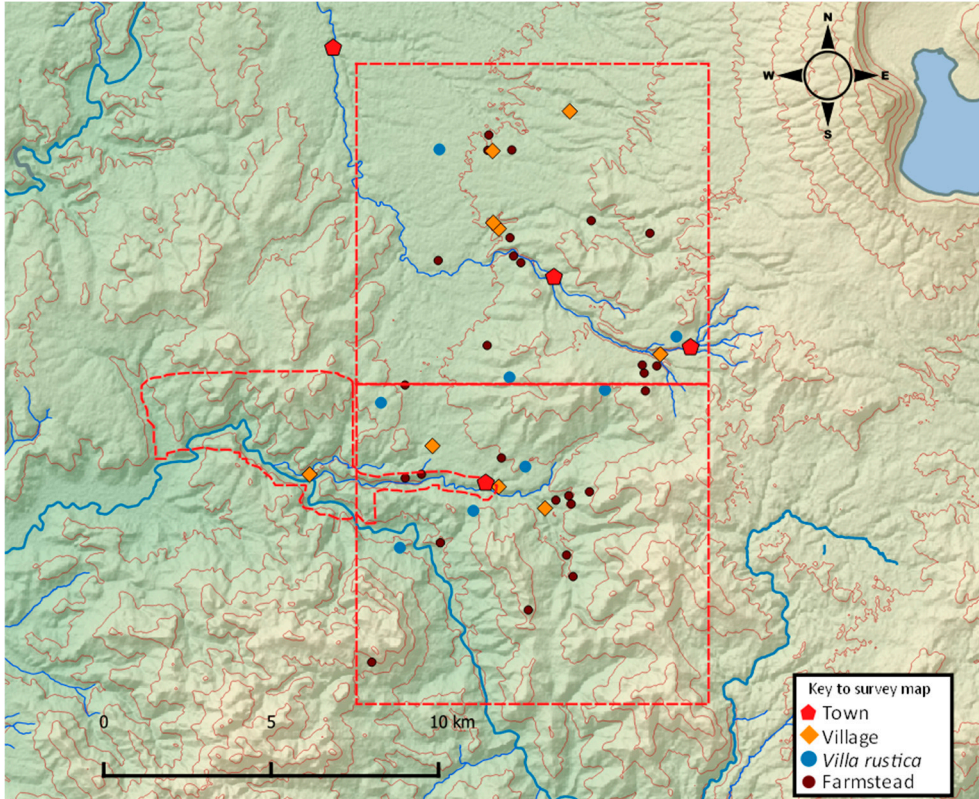 N
W E
S
0 5 10 km
Key to survey map
Town
Village
Villa rustica
Farmstead